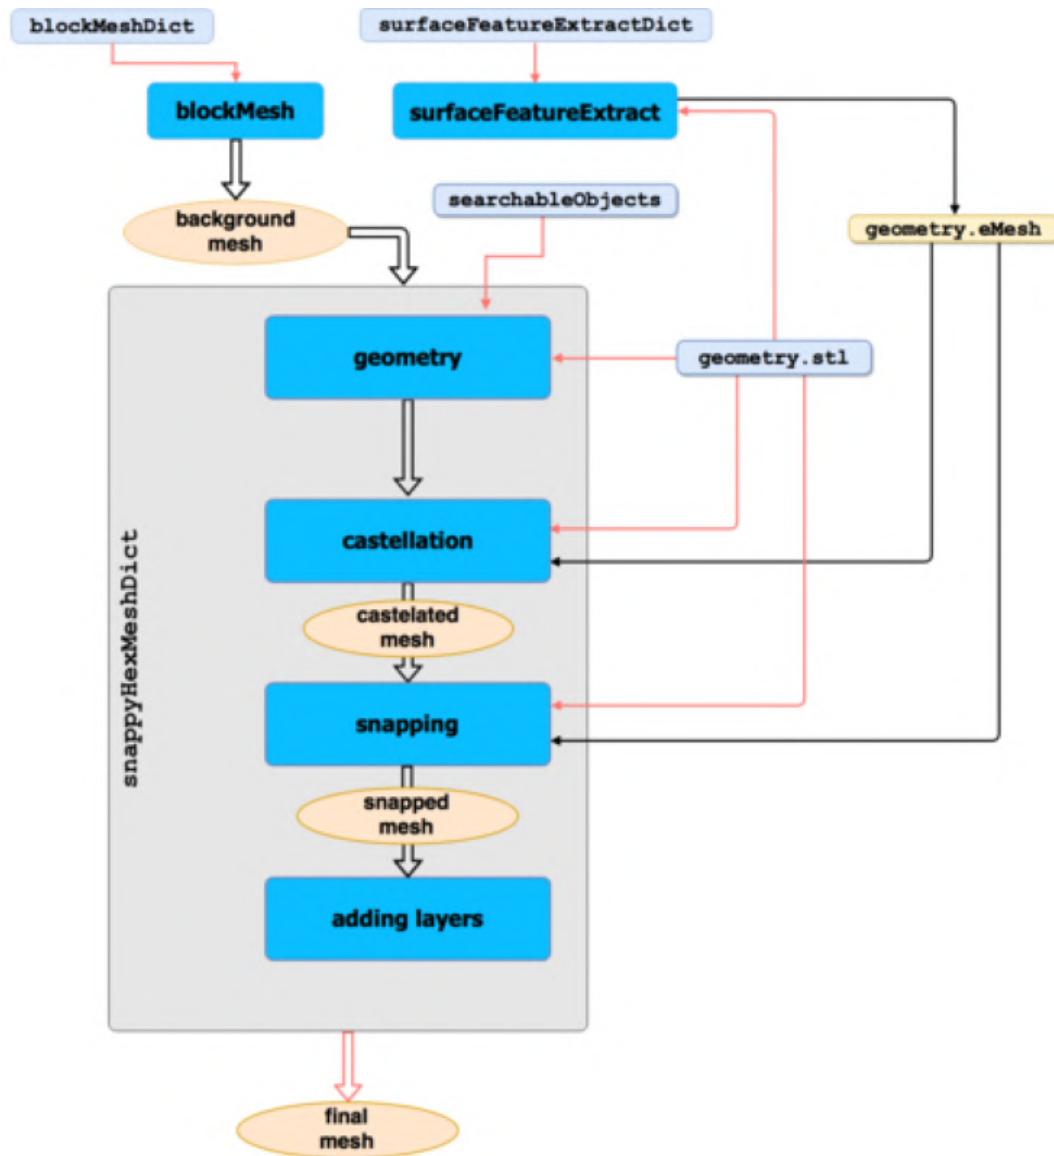 blockMeshDict
surfaceFeatureExtractDict
blockMesh
surfaceFeatureExtract
searchableObjects
background
mesh
geometry.eMesh
geometry
geometry.stl
castellation
castelated
mesh
snappyHexMeshDict
snapping
snapped
mesh
adding layers
final
mesh